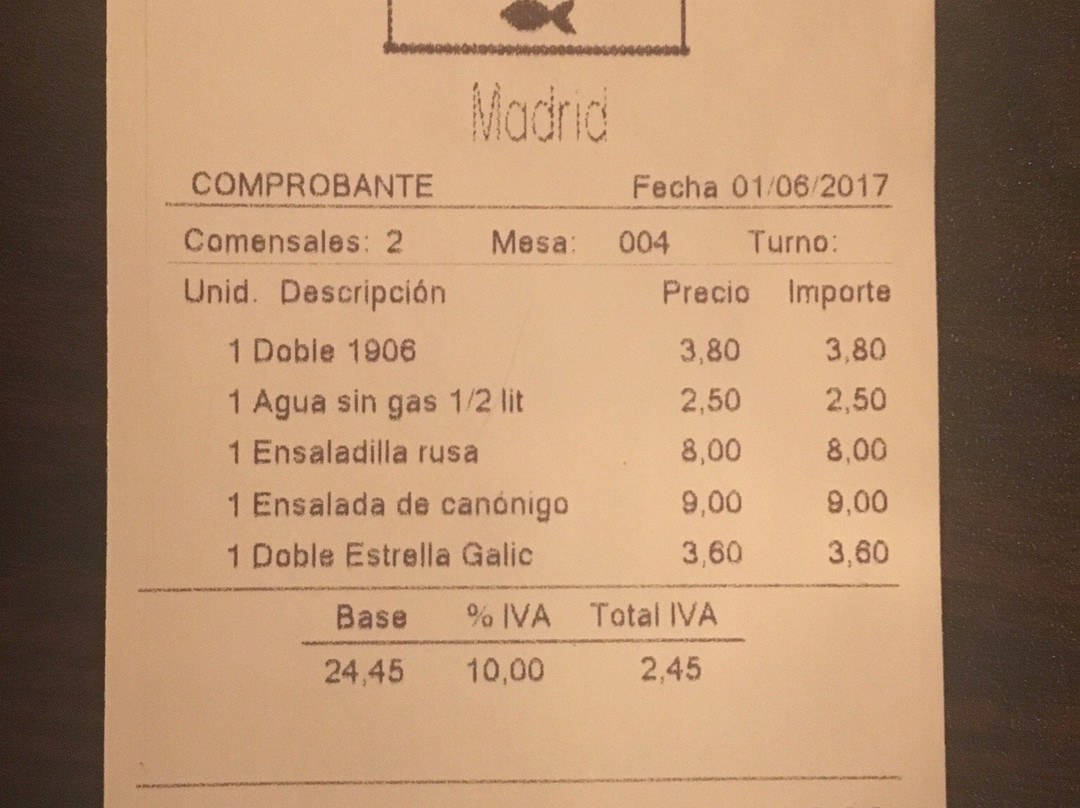 Madrid
COMPROBANTE Fecha 01/06/2017
Comensales: 2 Mesa: 004 Turno:
Unid. Descripción Precio Importe
1 Doble 1906 3,80 3,80
1 Agua sin gas 1/2 lit 2,50 2,50
1 Ensaladilla rusa 8,00 8,00
1 Ensalada de canónigo 9,00 9,00
1 Doble Estrella Galic 3,60 3,60
Base % IVA Total IVA
24,45 10,00 2,45